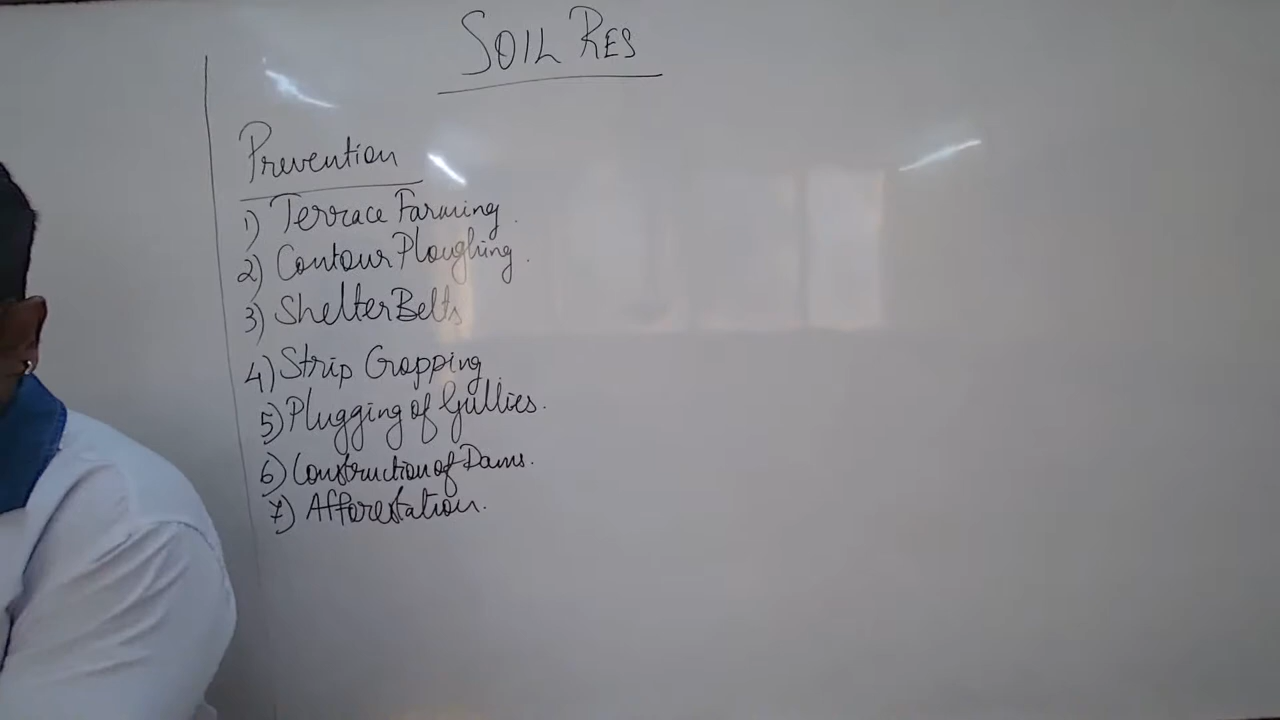 SOIL RES
Prevention
1) Terrace Farming.
2) Contour Ploughing.
3) Shelter Belts
4) Strip Cropping
5) Plugging of Gullies.
6) Construction of Dams.
7) Afforestation.